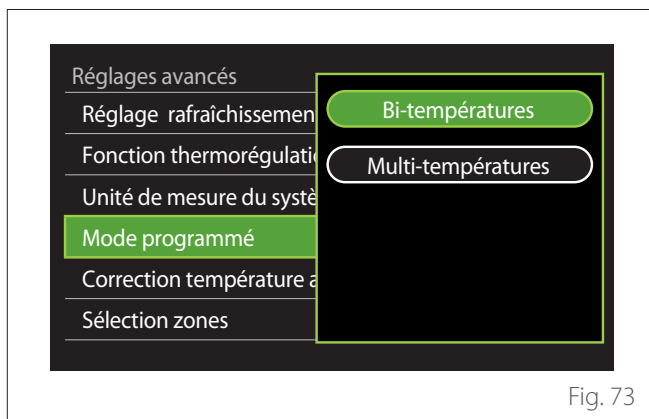 Réglages avancés
Réglage rafraîchissemen
Fonction thermorégulati
Unité de mesure du systè
Mode programmé
Correction température a
Sélection zones
Bi-températures
Multi-températures
Fig. 73